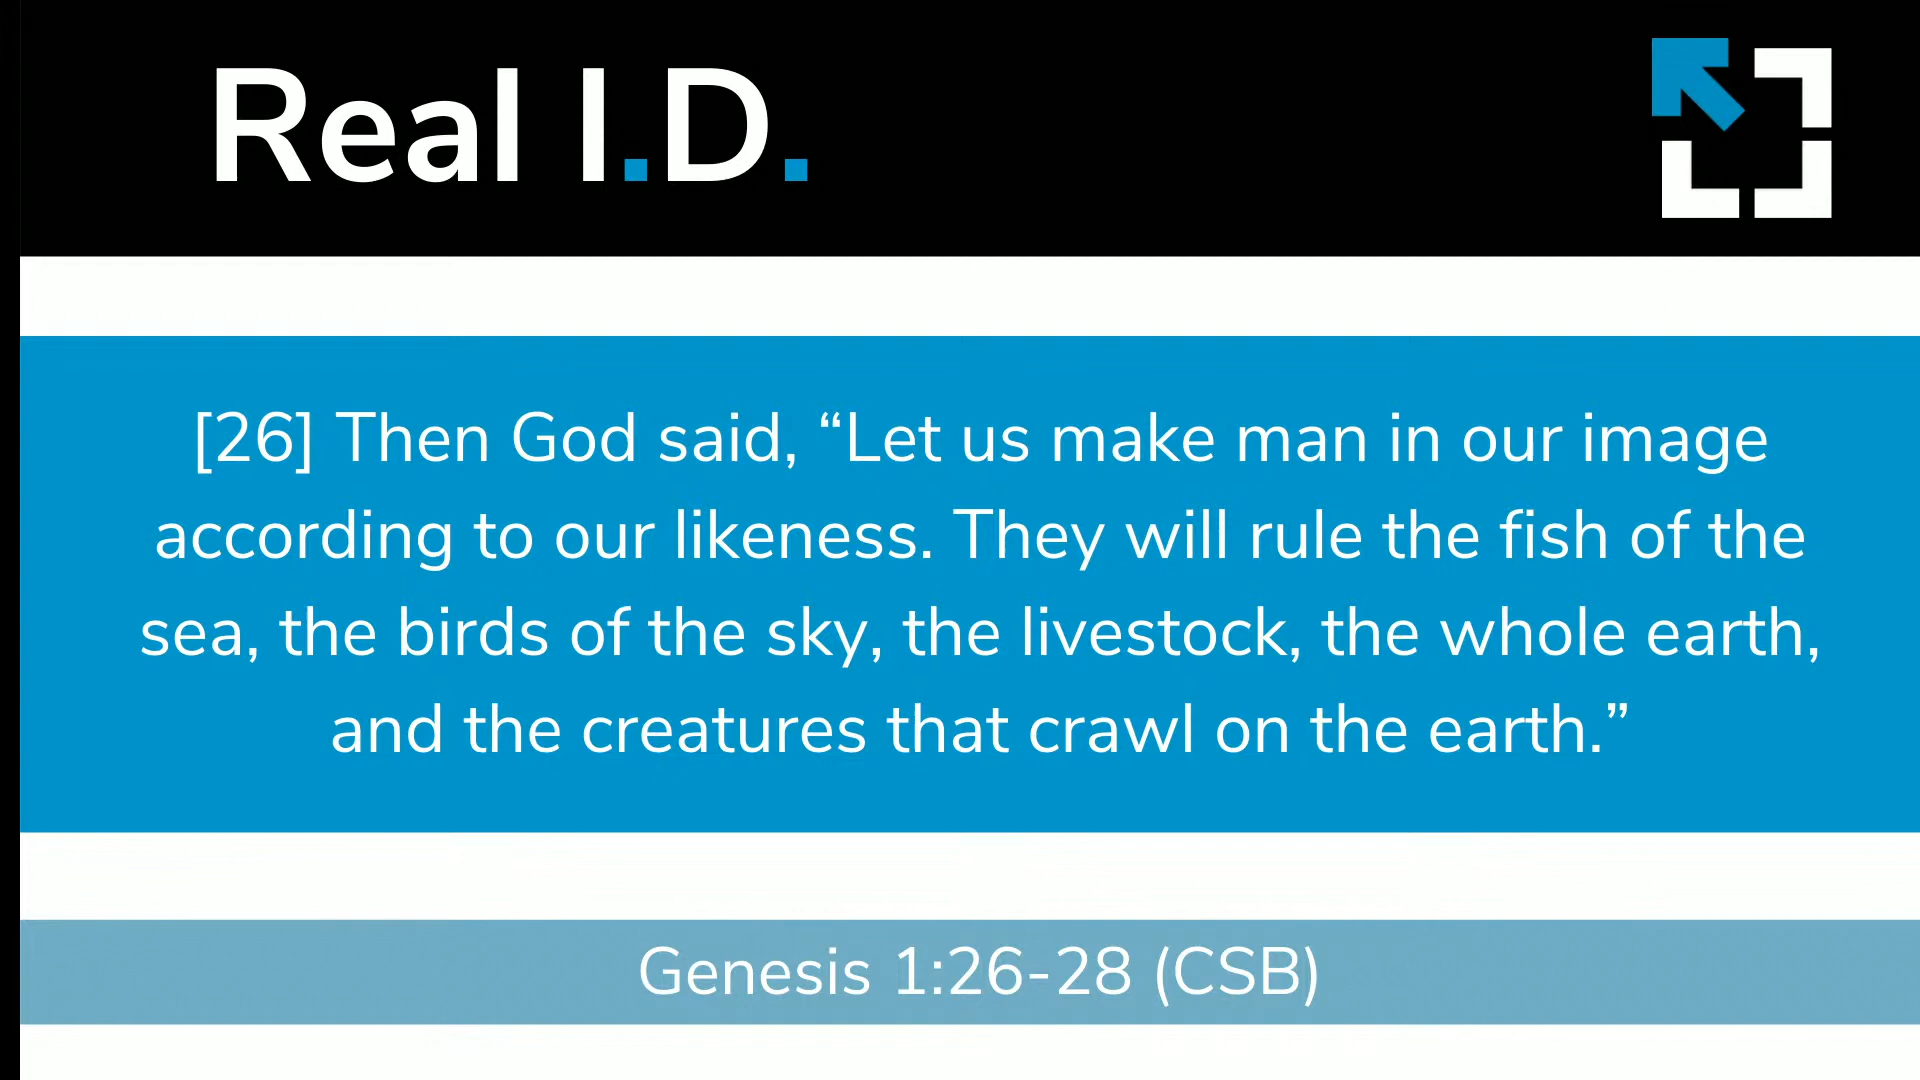 Real I.D.
[26] Then God said, “Let us make man in our image
according to our likeness. They will rule the fish of the
sea, the birds of the sky, the livestock, the whole earth,
and the creatures that crawl on the earth.”
Genesis 1:26-28 (CSB)